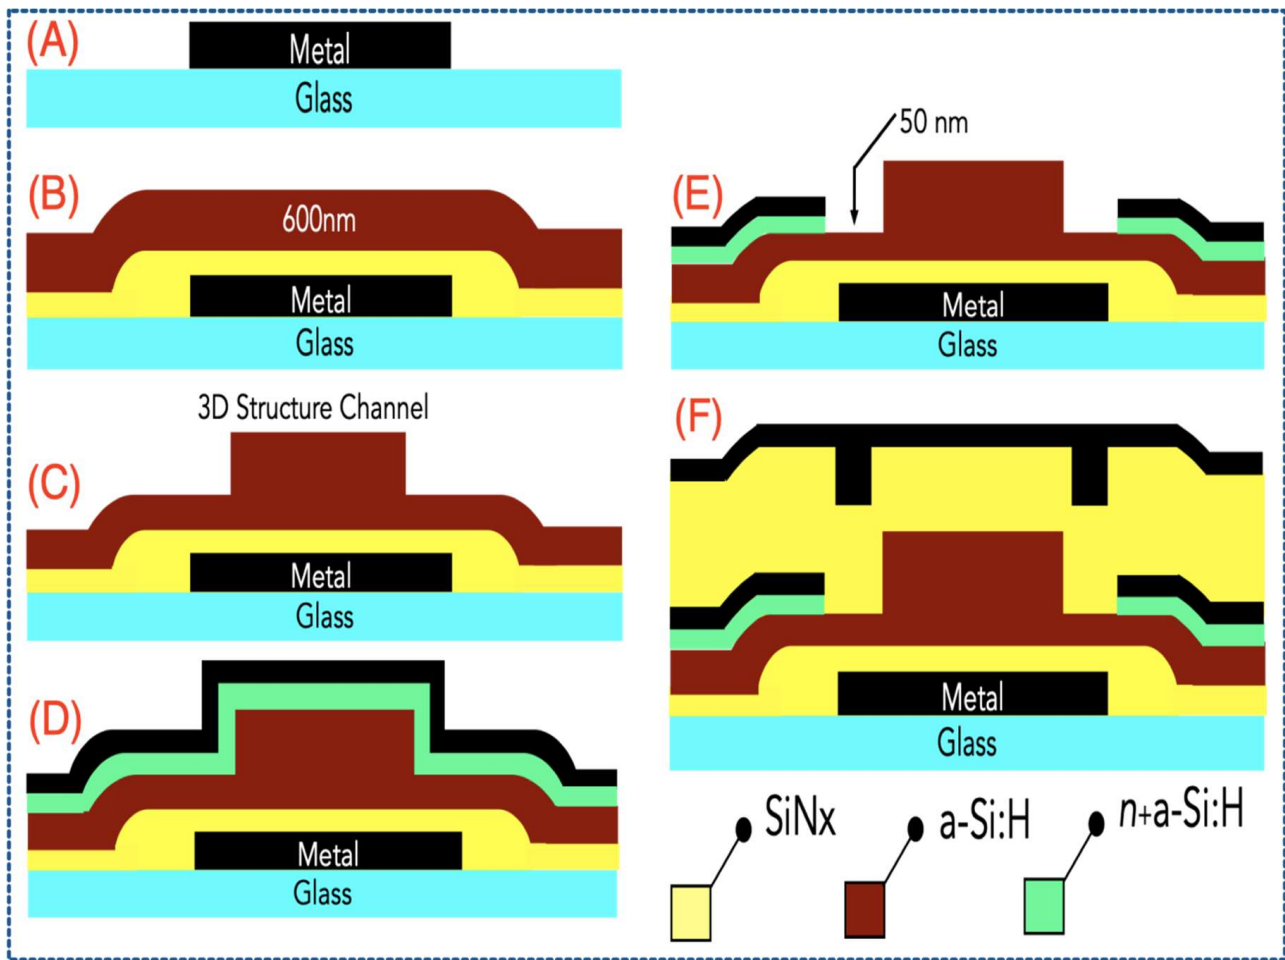 (A)
Metal
Glass
(B)
600nm
Metal
Glass
3D Structure Channel
(C)
Metal
Glass
(D)
Metal
Glass
50 nm
(E)
Metal
Glass
(F)
Metal
Glass
SiNx
a-Si:H
n+a-Si:H